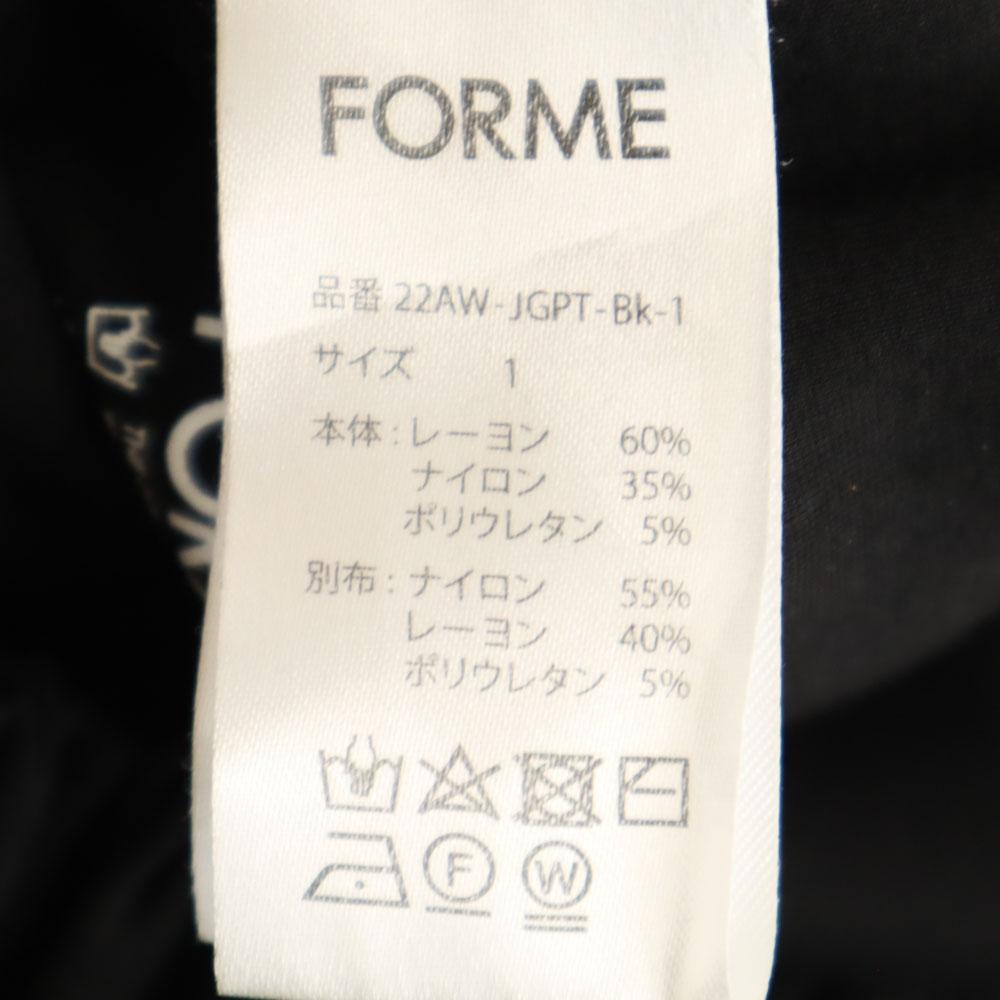 FORME
品番 22AW-JGPT-Bk-1
サイズ 1
本体 : レーヨン 60%
ナイロン 35%
ポリウレタン 5%
別布 : ナイロン 55%
レーヨン 40%
ポリウレタン 5%
F W